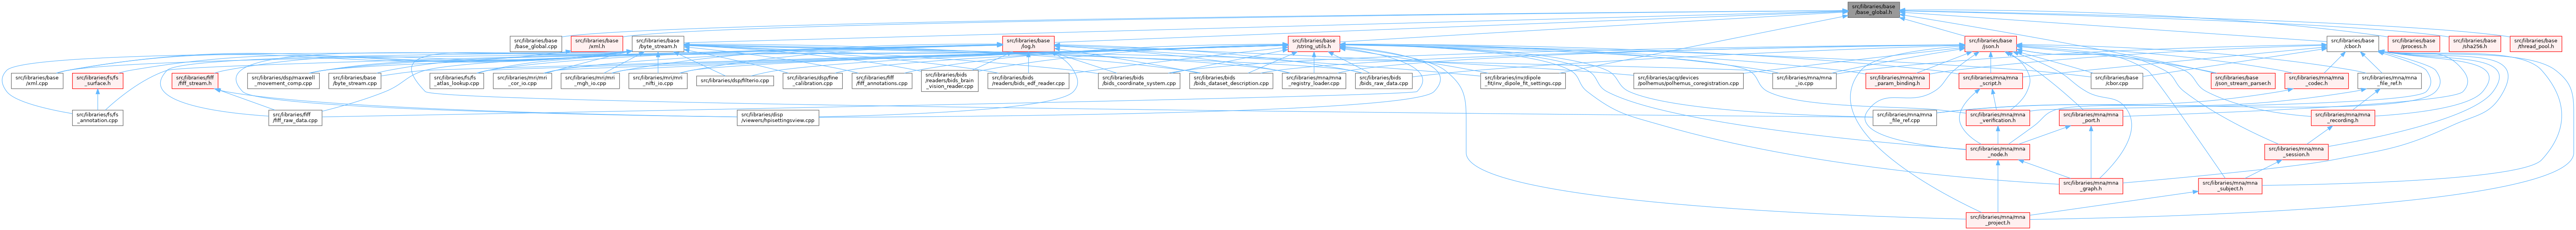 src/libraries/base
/base_global.h
src/libraries/base
/base_global.cpp
src/libraries/base
/xml.h
src/libraries/base
/byte_stream.h
src/libraries/base
/log.h
src/libraries/base
/string_utils.h
src/libraries/base
/json.h
src/libraries/base
/cbor.h
src/libraries/base
/process.h
src/libraries/base
/sha256.h
src/libraries/base
/thread_pool.h
src/libraries/base
/xml.cpp
src/libraries/fs/fs
_surface.h
src/libraries/fiff
/fiff_stream.h
src/libraries/dsp/maxwell
_movement_comp.cpp
src/libraries/base
/byte_stream.cpp
src/libraries/fs/fs
_atlas_lookup.cpp
src/libraries/mri/mri
_cor_io.cpp
src/libraries/mri/mri
_mgh_io.cpp
src/libraries/mri/mri
_nifti_io.cpp
src/libraries/dsp/filterio.cpp
src/libraries/dsp/fine
_calibration.cpp
src/libraries/fiff
/fiff_annotations.cpp
src/libraries/bids
/readers/bids_brain
_vision_reader.cpp
src/libraries/bids
/readers/bids_edf_reader.cpp
src/libraries/bids
/bids_coordinate_system.cpp
src/libraries/bids
/bids_dataset_description.cpp
src/libraries/mna/mna
_registry_loader.cpp
src/libraries/bids
/bids_raw_data.cpp
src/libraries/inv/dipole
_fit/inv_dipole_fit_settings.cpp
src/libraries/acq/devices
/polhemus/polhemus_coregistration.cpp
src/libraries/mna/mna
_io.cpp
src/libraries/mna/mna
_param_binding.h
src/libraries/mna/mna
_script.h
src/libraries/base
/cbor.cpp
src/libraries/base
/json_stream_parser.h
src/libraries/mna/mna
_codec.h
src/libraries/mna/mna
_file_ref.h
src/libraries/fs/fs
_annotation.cpp
src/libraries/fiff
/fiff_raw_data.cpp
src/libraries/disp
/viewers/hpisettingsview.cpp
src/libraries/mna/mna
_file_ref.cpp
src/libraries/mna/mna
_verification.h
src/libraries/mna/mna
_port.h
src/libraries/mna/mna
_recording.h
src/libraries/mna/mna
_node.h
src/libraries/mna/mna
_session.h
src/libraries/mna/mna
_graph.h
src/libraries/mna/mna
_subject.h
src/libraries/mna/mna
_project.h